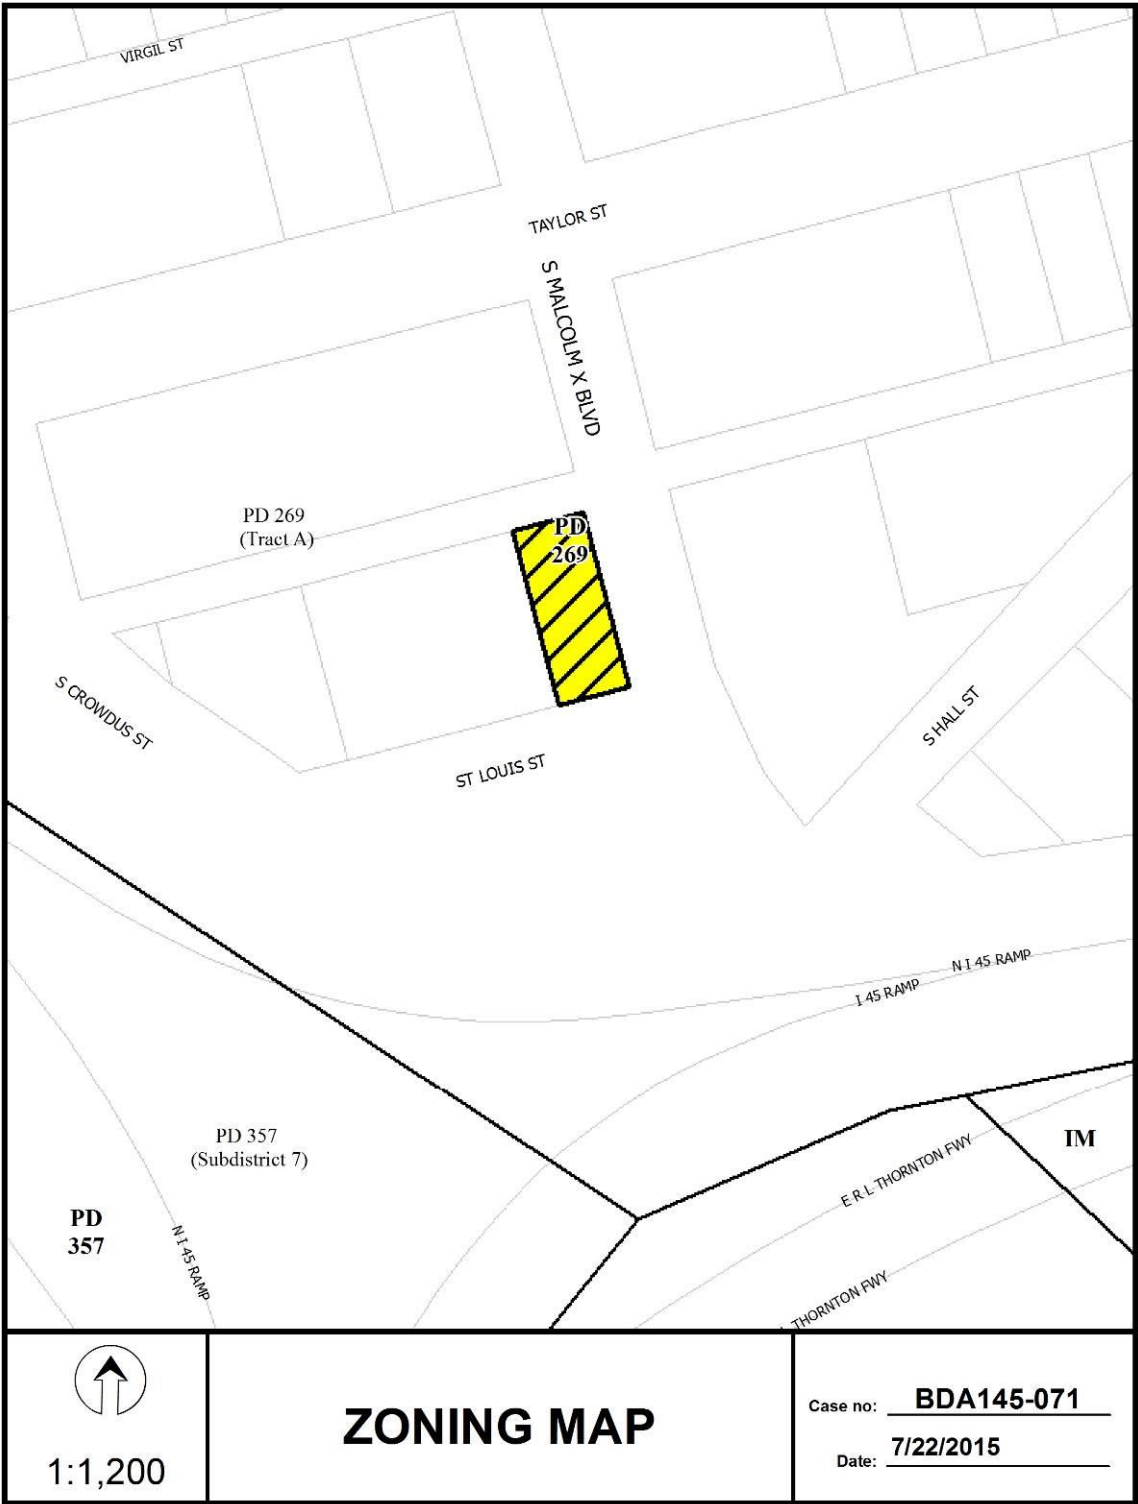 VIRGIL ST
TAYLOR ST
S MALCOLM X BLVD
PD 269
(Tract A)
PD
269
S CROWDUS ST
S HALL ST
ST LOUIS ST
N I 45 RAMP
I 45 RAMP
PD 357
(Subdistrict 7)
IM
E R L THORNTON FWY
PD
357
N I 45 RAMP
THORNTON FWY
1:1,200
ZONING MAP
Case no: BDA145-071
Date: 7/22/2015